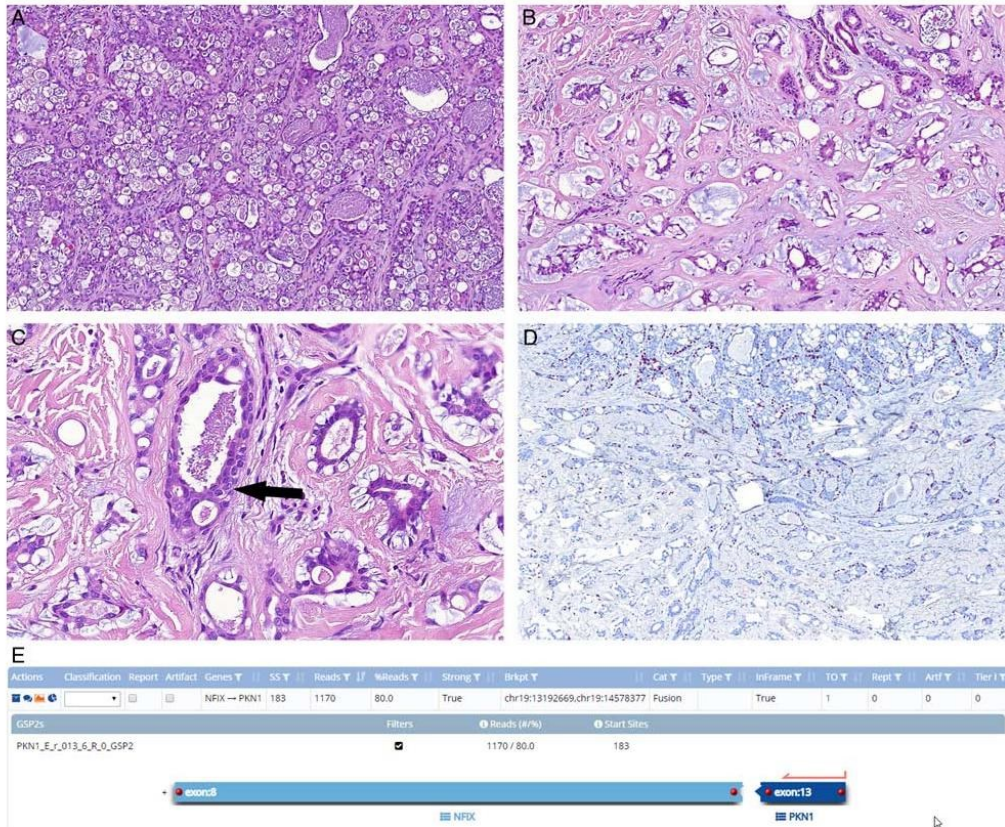 A
B
C
D
E
Actions Classification Report Artifact Genes SS Reads %Reads Strong Brkpt Cat Type InFrame TO Rept Artf Tier I
NFIX → PKN1 183 1170 80.0 True chr19:13192669,chr19:14578377 Fusion True 1 0 0 0
GSP2s Filters Reads (#/%) Start Sites
PKN1_E_r_013_6_R_0_GSP2 1170 / 80.0 183
+ exon:8 exon:13
NFIX PKN1